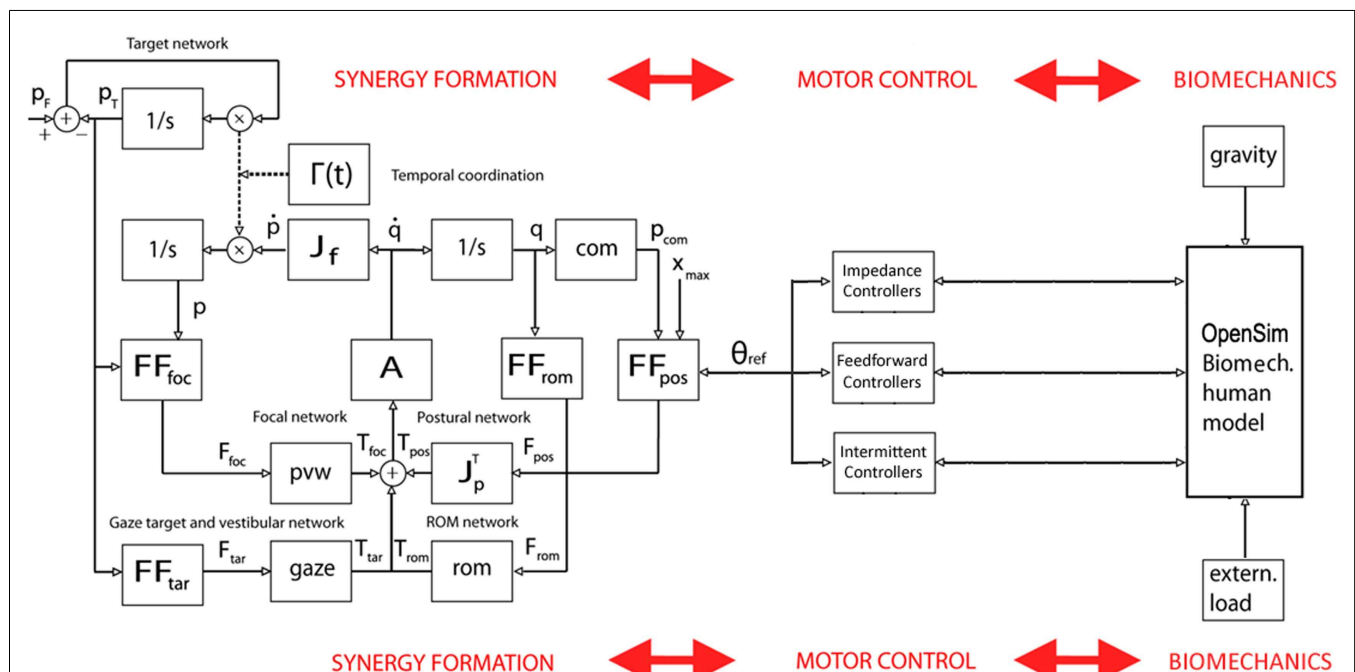 Target network
SYNERGY FORMATION
MOTOR CONTROL
BIOMECHANICS
p_F
p_T
+
+
−
1/s
×
Γ(t)
Temporal coordination
gravity
1/s
×
ṗ
J_f
q̇
1/s
q
com
p_com
x_max
p
Impedance
Controllers
FF_foc
A
FF_rom
FF_pos
θ_ref
Feedforward
Controllers
OpenSim
Biomech.
human
model
Focal network
Postural network
F_foc
pvw
T_foc
T_pos
+
J_p^T
F_pos
Intermittent
Controllers
Gaze target and vestibular network
ROM network
FF_tar
F_tar
gaze
T_tar
T_rom
rom
F_rom
extern.
load
SYNERGY FORMATION
MOTOR CONTROL
BIOMECHANICS